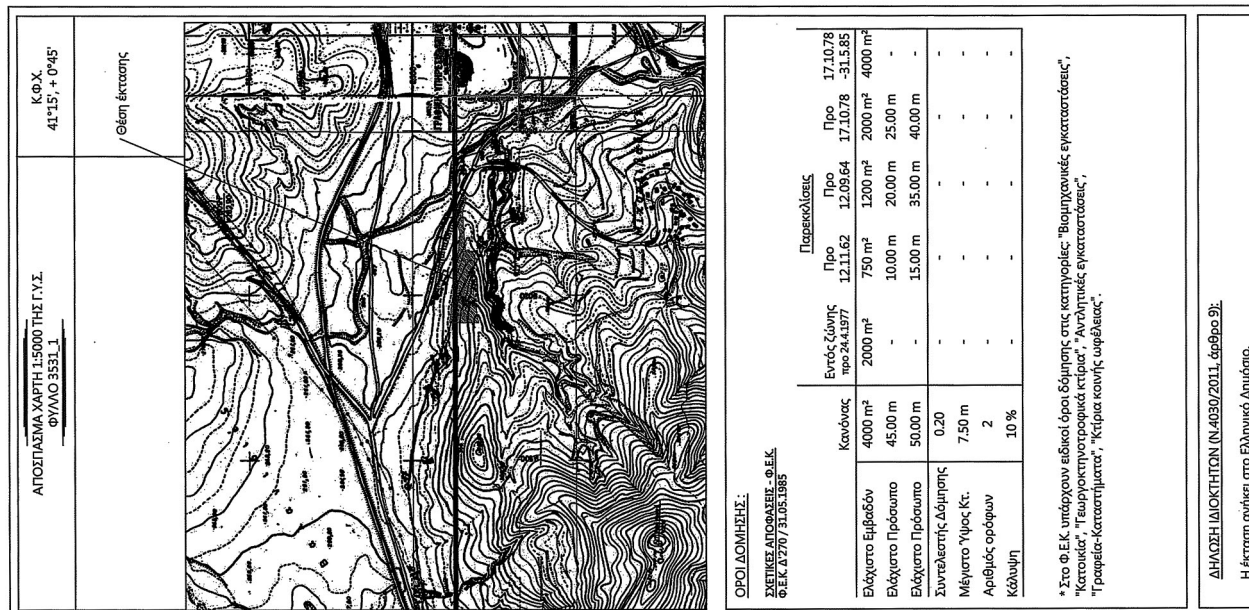 ΑΠΟΣΠΑΣΜΑ ΧΑΡΤΗ 1:5000 ΤΗΣ Γ.Υ.Σ.
ΦΥΛΛΟ 3531_1
Κ.Φ.Χ.
41°15', + 0°45'
Θέση έκτασης
ΟΡΟΙ ΔΟΜΗΣΗΣ :
ΣΧΕΤΙΚΕΣ ΑΠΟΦΑΣΕΙΣ - Φ.Ε.Κ.
Φ.Ε.Κ. Δ'270 / 31.05.1985
Παρεκκλίσεις
Κανόνας Εντός ζώνης προ 24.4.1977 Προ 12.11.62 Προ 12.09.64 Προ 17.10.78 17.10.78 -31.5.85
Ελάχιστο Εμβαδόν 4000 m² 2000 m² 750 m² 1200 m² 2000 m² 4000 m²
Ελάχιστο Πρόσωπο 45.00 m - 10.00 m 20.00 m 25.00 m -
Ελάχιστο Πρόσωπο 50.00 m - 15.00 m 35.00 m 40.00 m -
Συντελεστής Δόμησης 0.20 - - - - -
Μέγιστο Ύψος Κτ. 7.50 m - - - - -
Αριθμός ορόφων 2 - - - - -
Κάλυψη 10 % - - - - -
* Στο Φ.Ε.Κ. υπάρχουν ειδικοί όροι δόμησης στις κατηγορίες: "Βιομηχανικές εγκαταστάσεις",
"Κατοικία", "Γεωργοκτηνοτροφικά κτίρια", "Αντλητικές εγκαταστάσεις",
"Γραφεία-Καταστήματα", "Κτίρια κοινής ωφέλειας".
ΔΗΛΩΣΗ ΙΔΙΟΚΤΗΤΩΝ (Ν.4030/2011, άρθρο 9):
Η έκταση ανήκει στο Ελληνικό Δημόσιο.